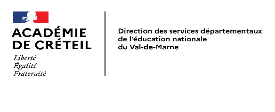 ACADÉMIE
DE CRÉTEIL
Liberté
Égalité
Fraternité
Direction des services départementaux
de l'éducation nationale
du Val-de-Marne